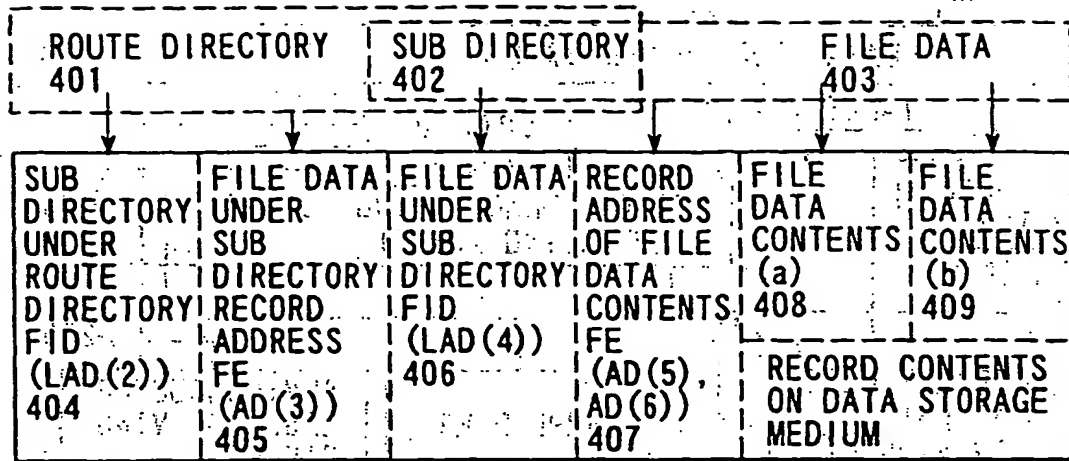 ROUTE DIRECTORY
401
SUB DIRECTORY
402
FILE DATA
403
SUB
DIRECTORY
UNDER
ROUTE
DIRECTORY
FID
(LAD(2))
404
FILE DATA
UNDER
SUB
DIRECTORY
RECORD
ADDRESS
FE
(AD(3))
405
FILE DATA
UNDER
SUB
DIRECTORY
FID
(LAD(4))
406
RECORD
ADDRESS
OF FILE
DATA
CONTENTS
FE
(AD(5),
AD(6))
407
FILE
DATA
CONTENTS
(a)
408
FILE
DATA
CONTENTS
(b)
409
RECORD CONTENTS
ON DATA STORAGE
MEDIUM